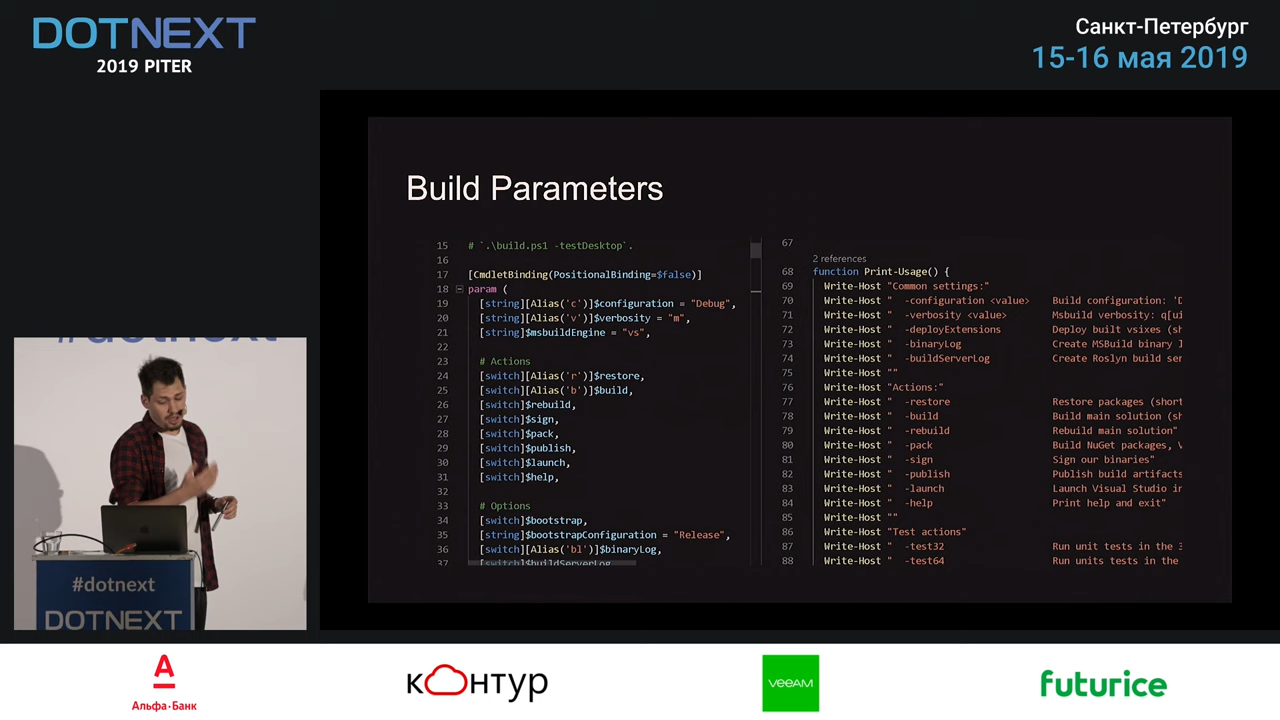 DOTNEXT
2019 PITER
Санкт-Петербург
15-16 мая 2019
Build Parameters
15 # `.\build.ps1 -testDesktop`.
16
17 [CmdletBinding(PositionalBinding=$false)]
18 param (
19 [string][Alias('c')]$configuration = "Debug",
20 [string][Alias('v')]$verbosity = "m",
21 [string]$msbuildEngine = "vs",
22
23 # Actions
24 [switch][Alias('r')]$restore,
25 [switch][Alias('b')]$build,
26 [switch]$rebuild,
27 [switch]$sign,
28 [switch]$pack,
29 [switch]$publish,
30 [switch]$launch,
31 [switch]$help,
32
33 # Options
34 [switch]$bootstrap,
35 [string]$bootstrapConfiguration = "Release",
36 [switch][Alias('bl')]$binaryLog,
37 [switch]$buildServerLog
67
2 references
68 function Print-Usage() {
69 Write-Host "Common settings:"
70 Write-Host " -configuration <value> Build configuration: 'D
71 Write-Host " -verbosity <value> Msbuild verbosity: q[ui
72 Write-Host " -deployExtensions Deploy built vsixes (sh
73 Write-Host " -binaryLog Create MSBuild binary l
74 Write-Host " -buildServerLog Create Roslyn build ser
75 Write-Host ""
76 Write-Host "Actions:"
77 Write-Host " -restore Restore packages (short
78 Write-Host " -build Build main solution (sh
79 Write-Host " -rebuild Rebuild main solution"
80 Write-Host " -pack Build NuGet packages, V
81 Write-Host " -sign Sign our binaries"
82 Write-Host " -publish Publish build artifacts
83 Write-Host " -launch Launch Visual Studio in
84 Write-Host " -help Print help and exit"
85 Write-Host ""
86 Write-Host "Test actions"
87 Write-Host " -test32 Run unit tests in the 3
88 Write-Host " -test64 Run units tests in the
#dotnext
#dotnext
DOTNEXT
Альфа·Банк
контур
veeam
futurice